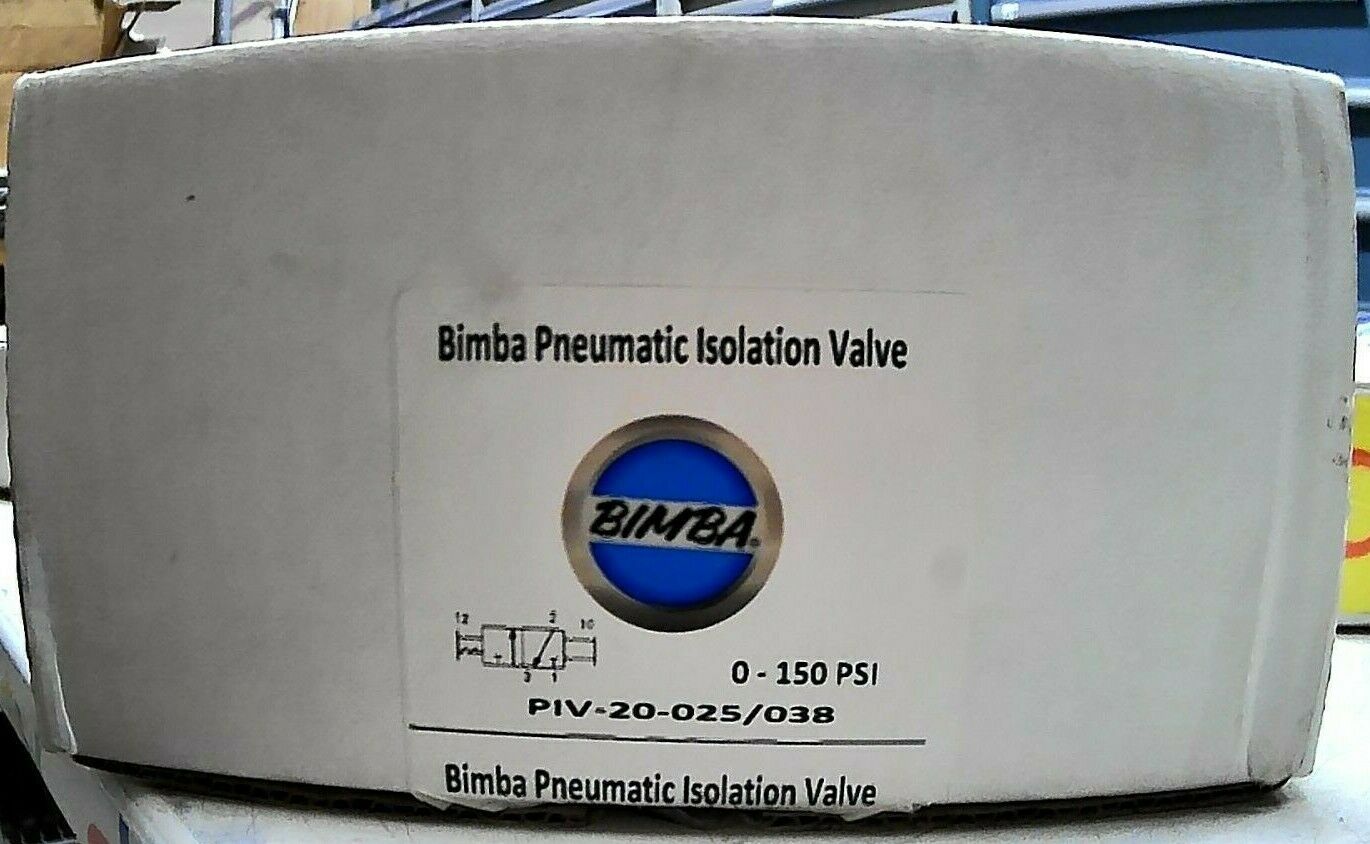 Bimba Pneumatic Isolation Valve
BIMBA®
12 2 10
3 1
0 - 150 PSI
PIV-20-025/038
Bimba Pneumatic Isolation Valve